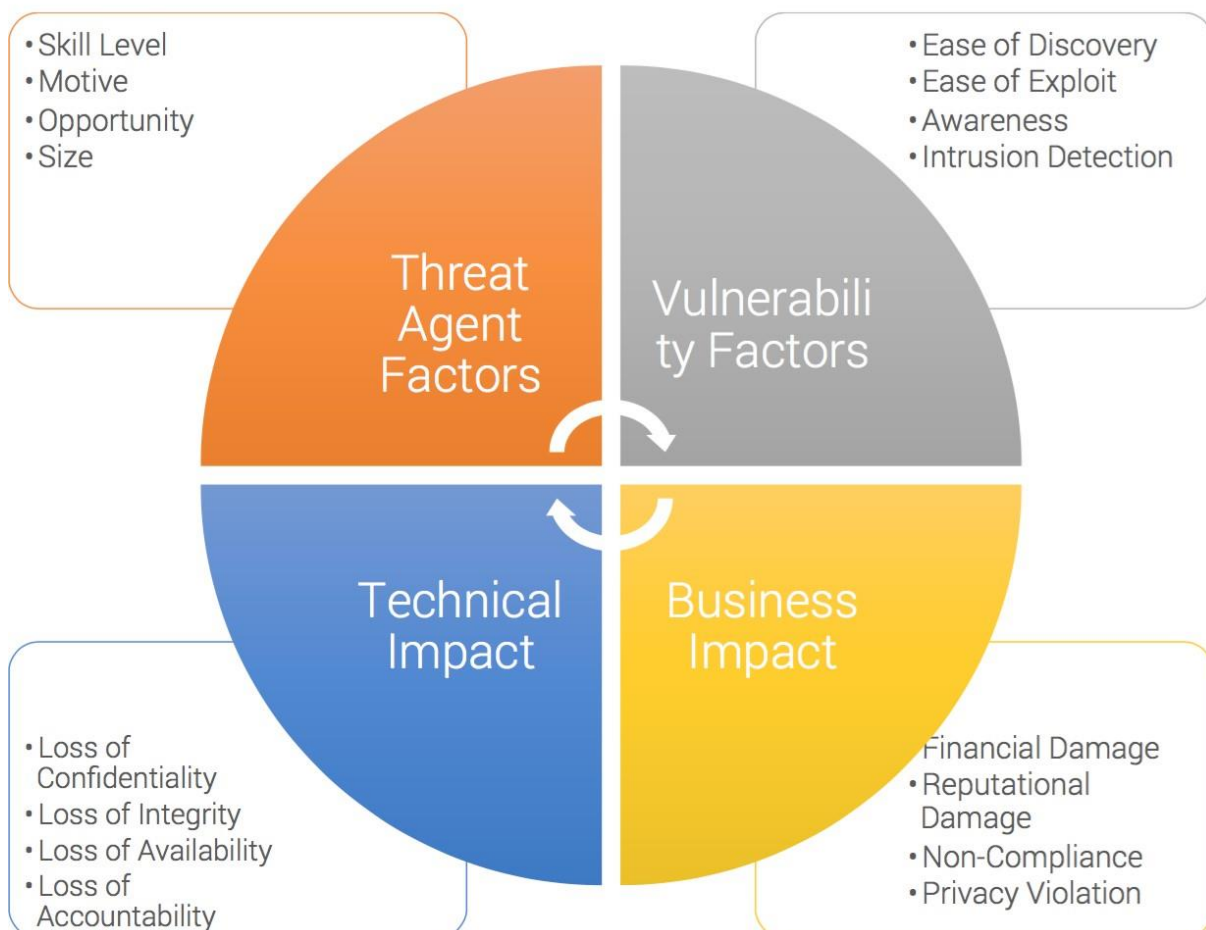 • Skill Level
• Motive
• Opportunity
• Size
• Ease of Discovery
• Ease of Exploit
• Awareness
• Intrusion Detection
Threat
Agent
Factors
Vulnerabili
ty Factors
Technical
Impact
Business
Impact
• Loss of
Confidentiality
• Loss of Integrity
• Loss of Availability
• Loss of
Accountability
Financial Damage
• Reputational
Damage
• Non-Compliance
• Privacy Violation